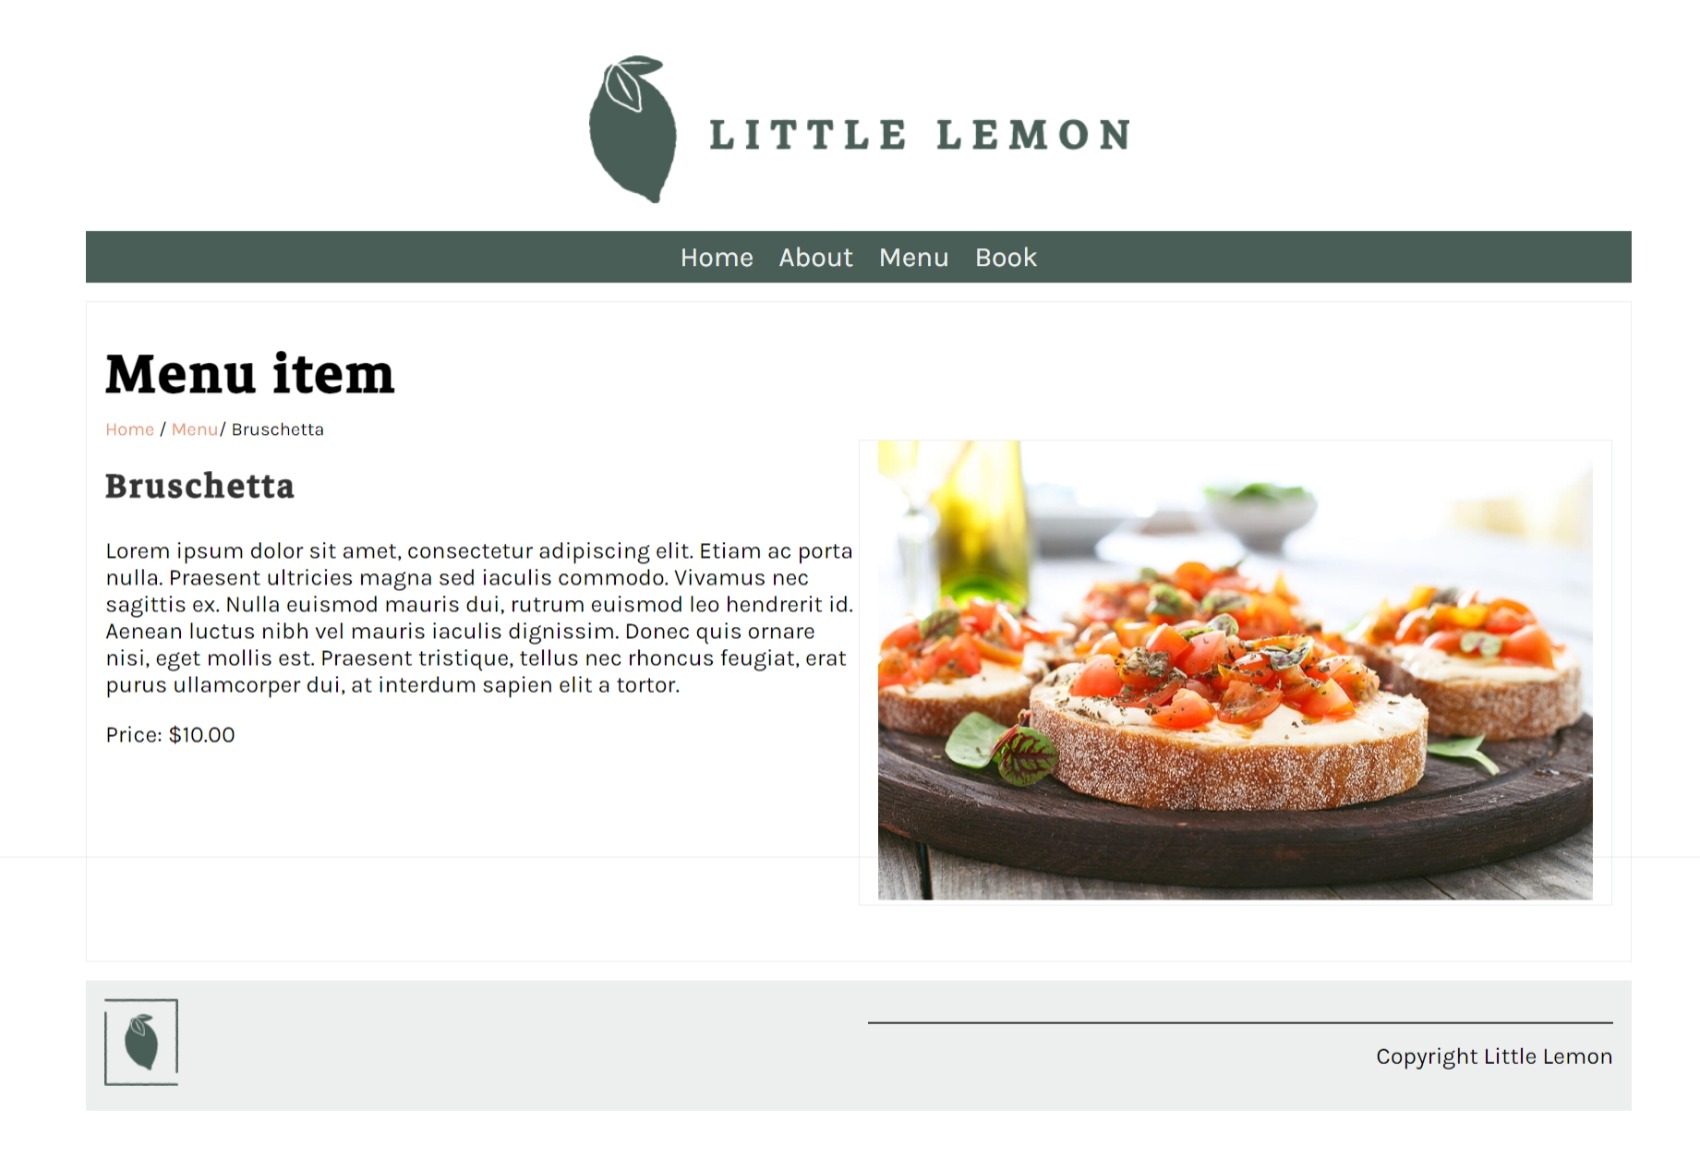 LITTLE LEMON
Home About Menu Book
Menu item
Home / Menu/ Bruschetta
Bruschetta
Lorem ipsum dolor sit amet, consectetur adipiscing elit. Etiam ac porta
nulla. Praesent ultricies magna sed iaculis commodo. Vivamus nec
sagittis ex. Nulla euismod mauris dui, rutrum euismod leo hendrerit id.
Aenean luctus nibh vel mauris iaculis dignissim. Donec quis ornare
nisi, eget mollis est. Praesent tristique, tellus nec rhoncus feugiat, erat
purus ullamcorper dui, at interdum sapien elit a tortor.
Price: $10.00
Copyright Little Lemon